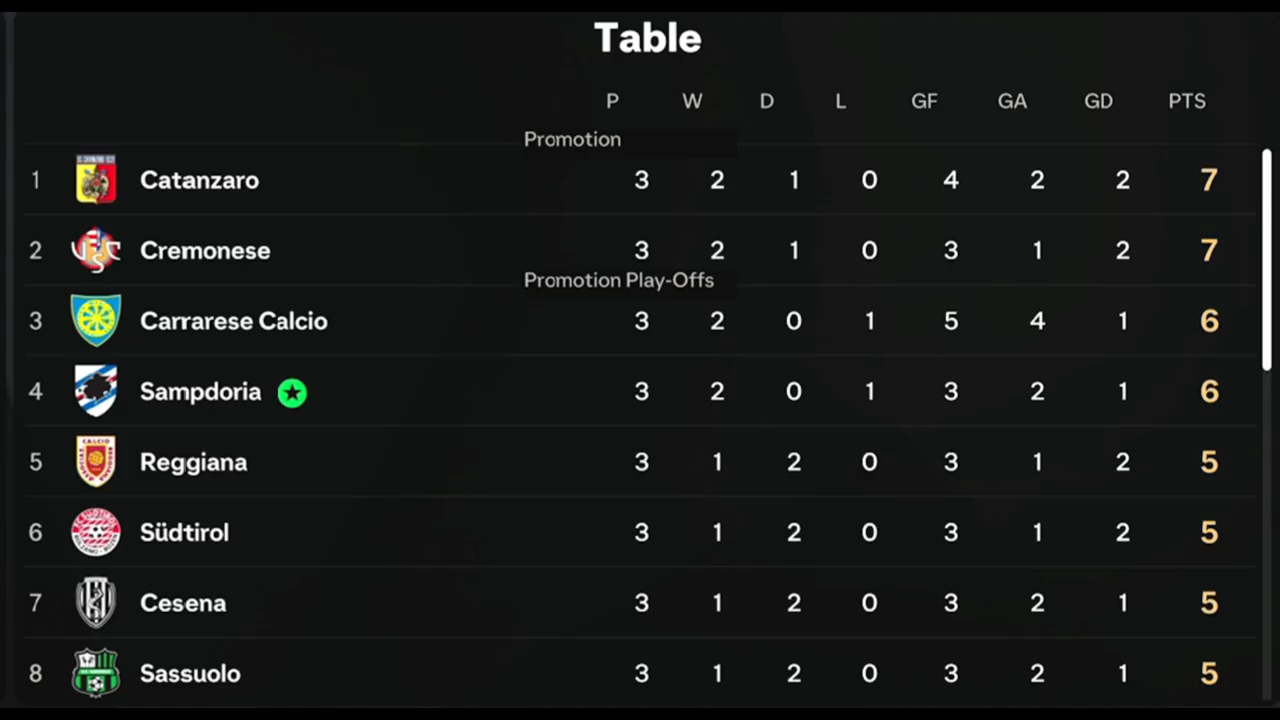 Table
P W D L GF GA GD PTS
Promotion
1 Catanzaro 3 2 1 0 4 2 2 7
2 Cremonese 3 2 1 0 3 1 2 7
Promotion Play-Offs
3 Carrarese Calcio 3 2 0 1 5 4 1 6
4 Sampdoria 3 2 0 1 3 2 1 6
5 Reggiana 3 1 2 0 3 1 2 5
6 Südtirol 3 1 2 0 3 1 2 5
7 Cesena 3 1 2 0 3 2 1 5
8 Sassuolo 3 1 2 0 3 2 1 5